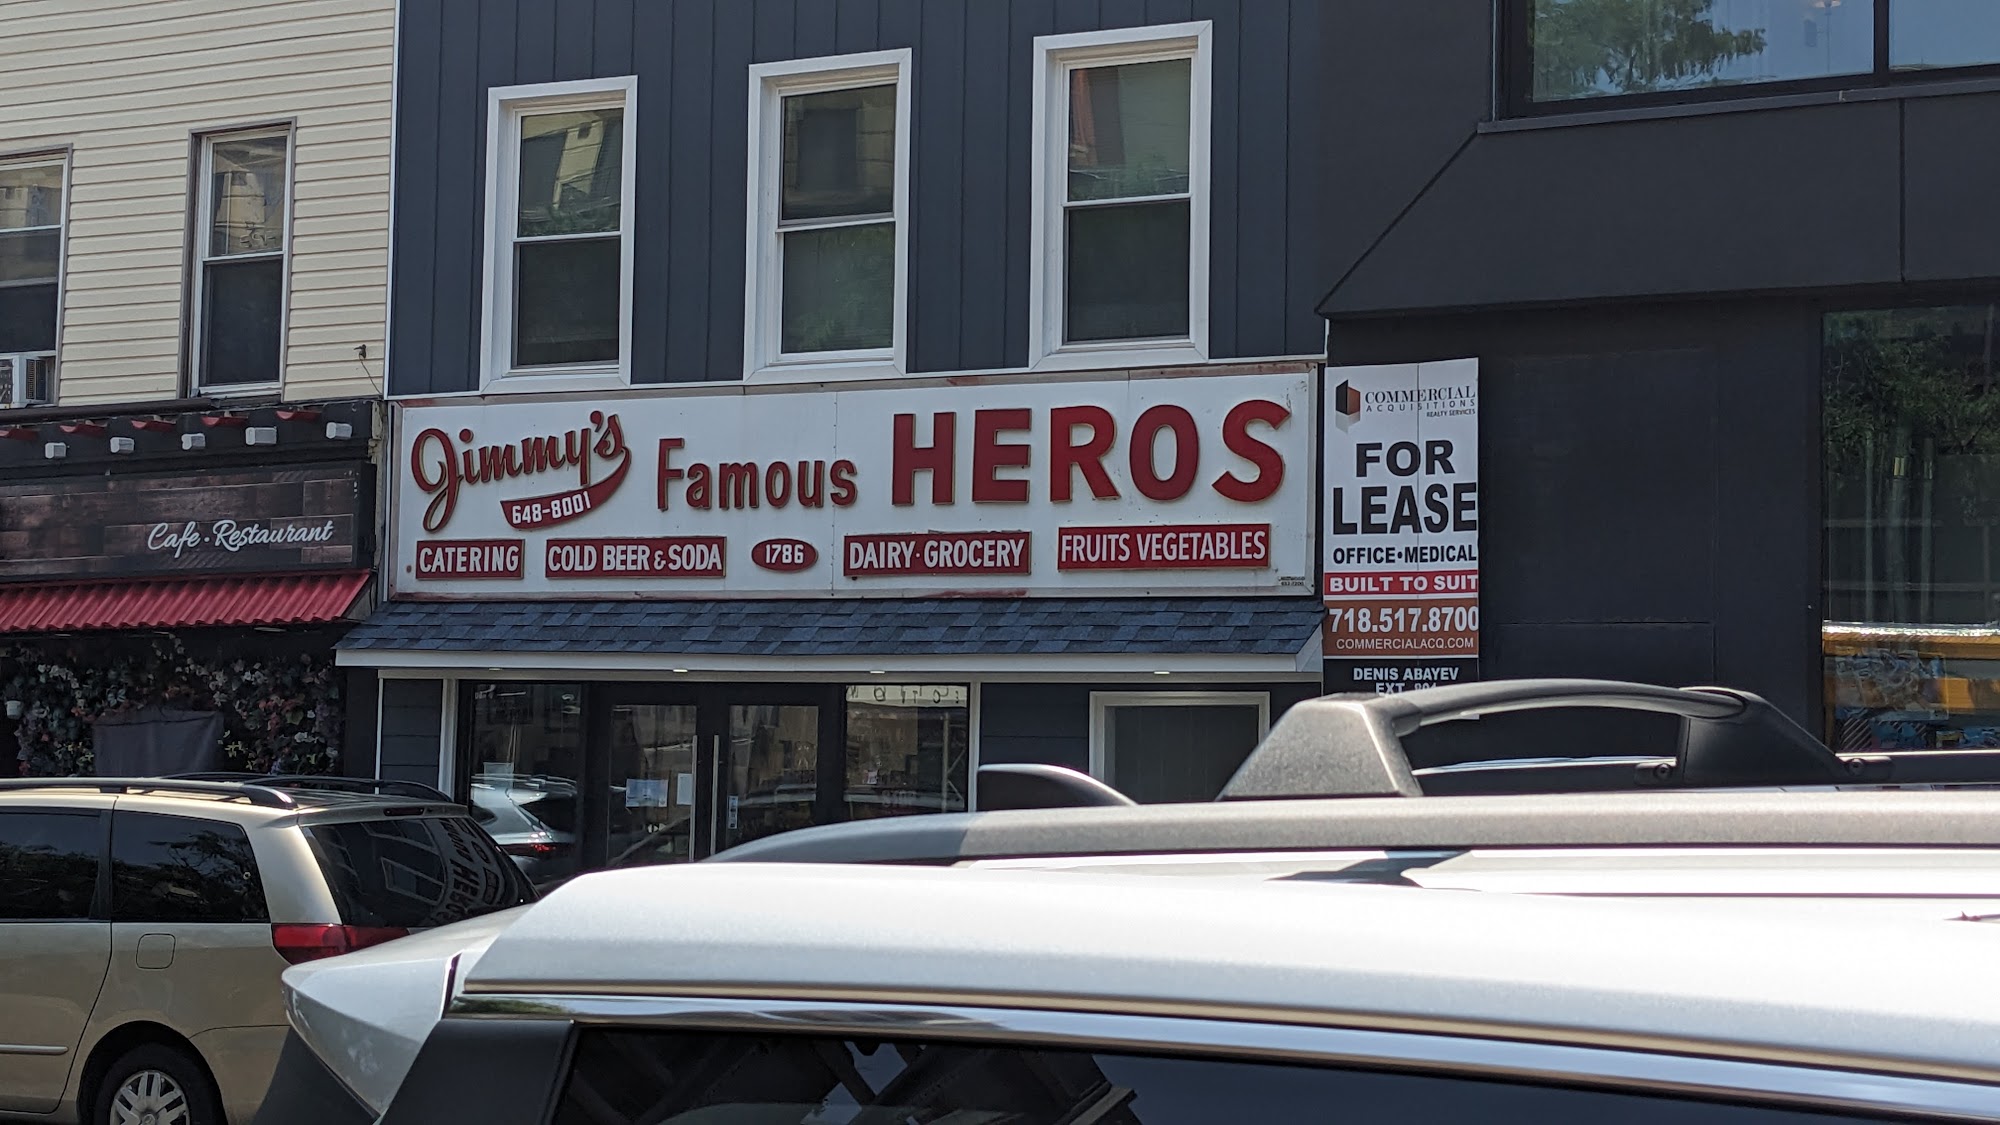 Cafe • Restaurant
Jimmy's
648-8001
Famous HEROS
CATERING
COLD BEER & SODA
1786
DAIRY • GROCERY
FRUITS VEGETABLES
COMMERCIAL
ACQUISITIONS
REALTY SERVICES
FOR
LEASE
OFFICE•MEDICAL
BUILT TO SUIT
718.517.8700
COMMERCIALACQ.COM
DENIS ABAYEV
EXT.